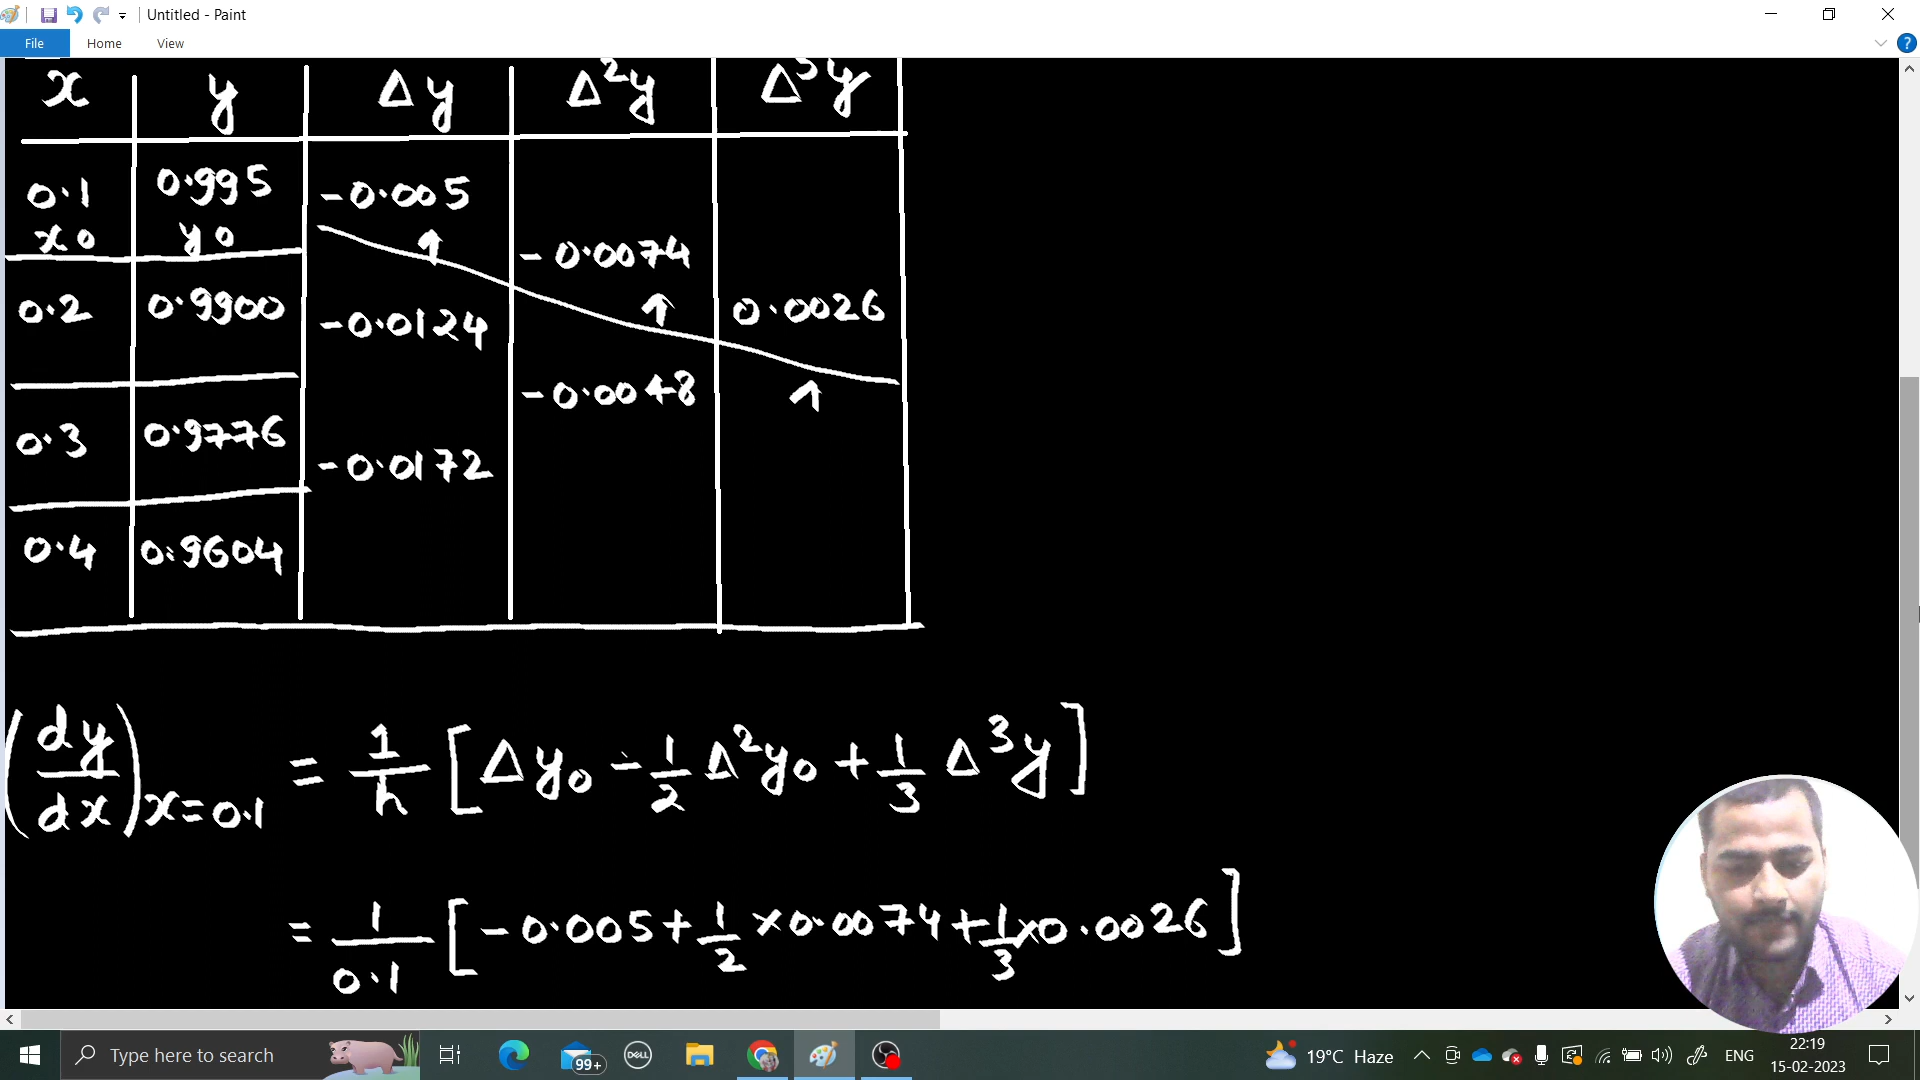 Untitled - Paint
File Home View
x y Δy Δ²y Δ³y
0.1 0.995 -0.005
x0 y0
-0.0074
0.2 0.9900 -0.0124 0.0026
-0.0048
0.3 0.9776
-0.0172
0.4 0.9604
(dy/dx)x=0.1 = 1/h [Δy0 - 1/2 Δ²y0 + 1/3 Δ³y]
= 1/0.1 [-0.005 + 1/2 × 0.0074 + 1/3 × 0.0026]
Type here to search
99+
DELL
19°C Haze
ENG
22:19
15-02-2023